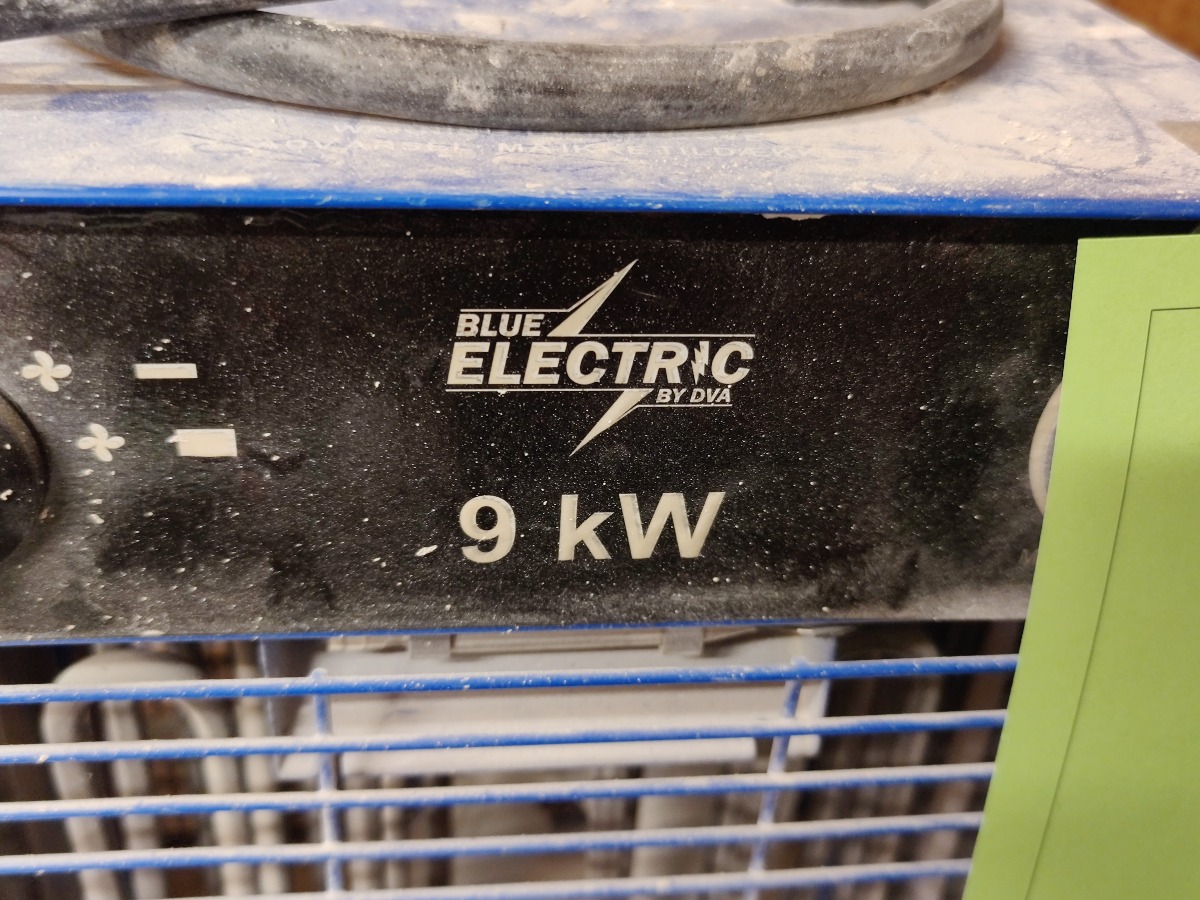 BLUE
ELECTRIC
BY DVA
9 kW